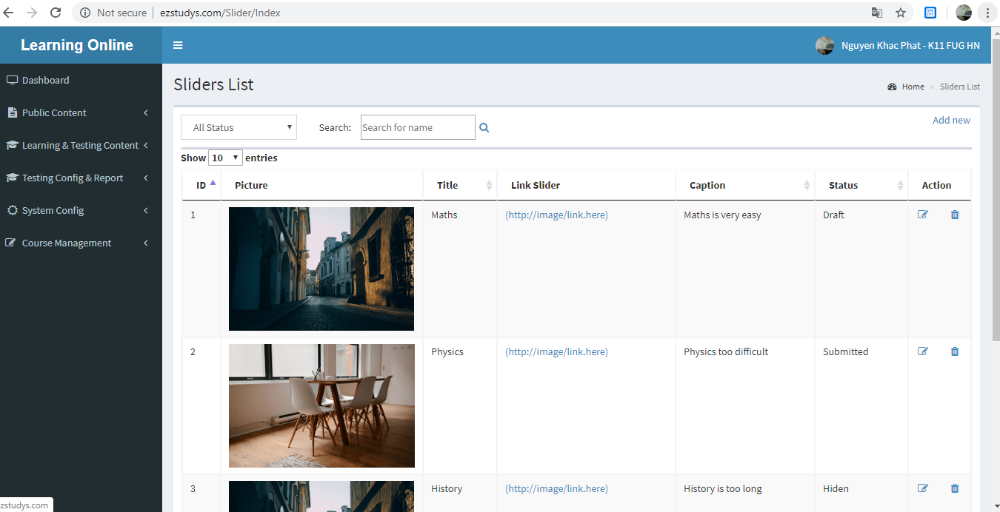 Not secure | ezstudys.com/Slider/Index
Learning Online
Nguyen Khac Phat - K11 FUG HN
Dashboard
Public Content
Learning & Testing Content
Testing Config & Report
System Config
Course Management
Sliders List
Home > Sliders List
All Status
Search:
Search for name
Add new
Show 10 entries
ID Picture Title Link Slider Caption Status Action
1 Maths (http://image/link.here) Maths is very easy Draft
2 Physics (http://image/link.here) Physics too difficult Submitted
3 History (http://image/link.here) History is too long Hiden
ezstudys.com